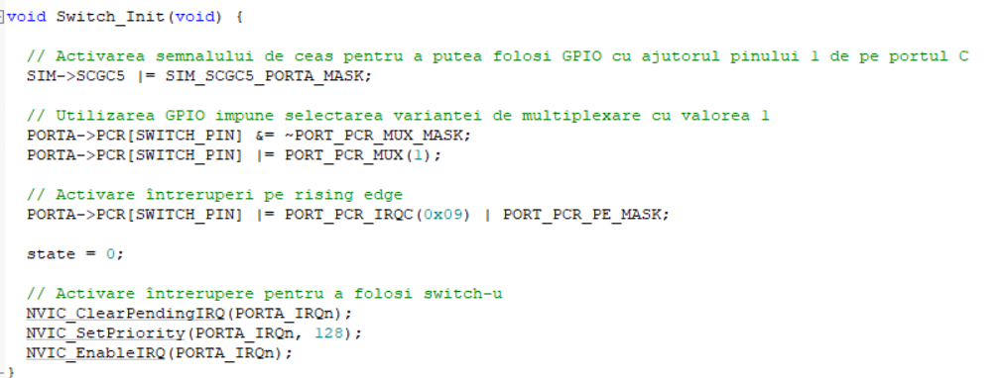 void Switch_Init(void) {
// Activarea semnalului de ceas pentru a putea folosi GPIO cu ajutorul pinului 1 de pe portul C
SIM->SCGC5 |= SIM_SCGC5_PORTA_MASK;
// Utilizarea GPIO impune selectarea variantei de multiplexare cu valorea 1
PORTA->PCR[SWITCH_PIN] &= ~PORT_PCR_MUX_MASK;
PORTA->PCR[SWITCH_PIN] |= PORT_PCR_MUX(1);
// Activare întreruperi pe rising edge
PORTA->PCR[SWITCH_PIN] |= PORT_PCR_IRQC(0x09) | PORT_PCR_PE_MASK;
state = 0;
// Activare întrerupere pentru a folosi switch-u
NVIC_ClearPendingIRQ(PORTA_IRQn);
NVIC_SetPriority(PORTA_IRQn, 128);
NVIC_EnableIRQ(PORTA_IRQn);
}